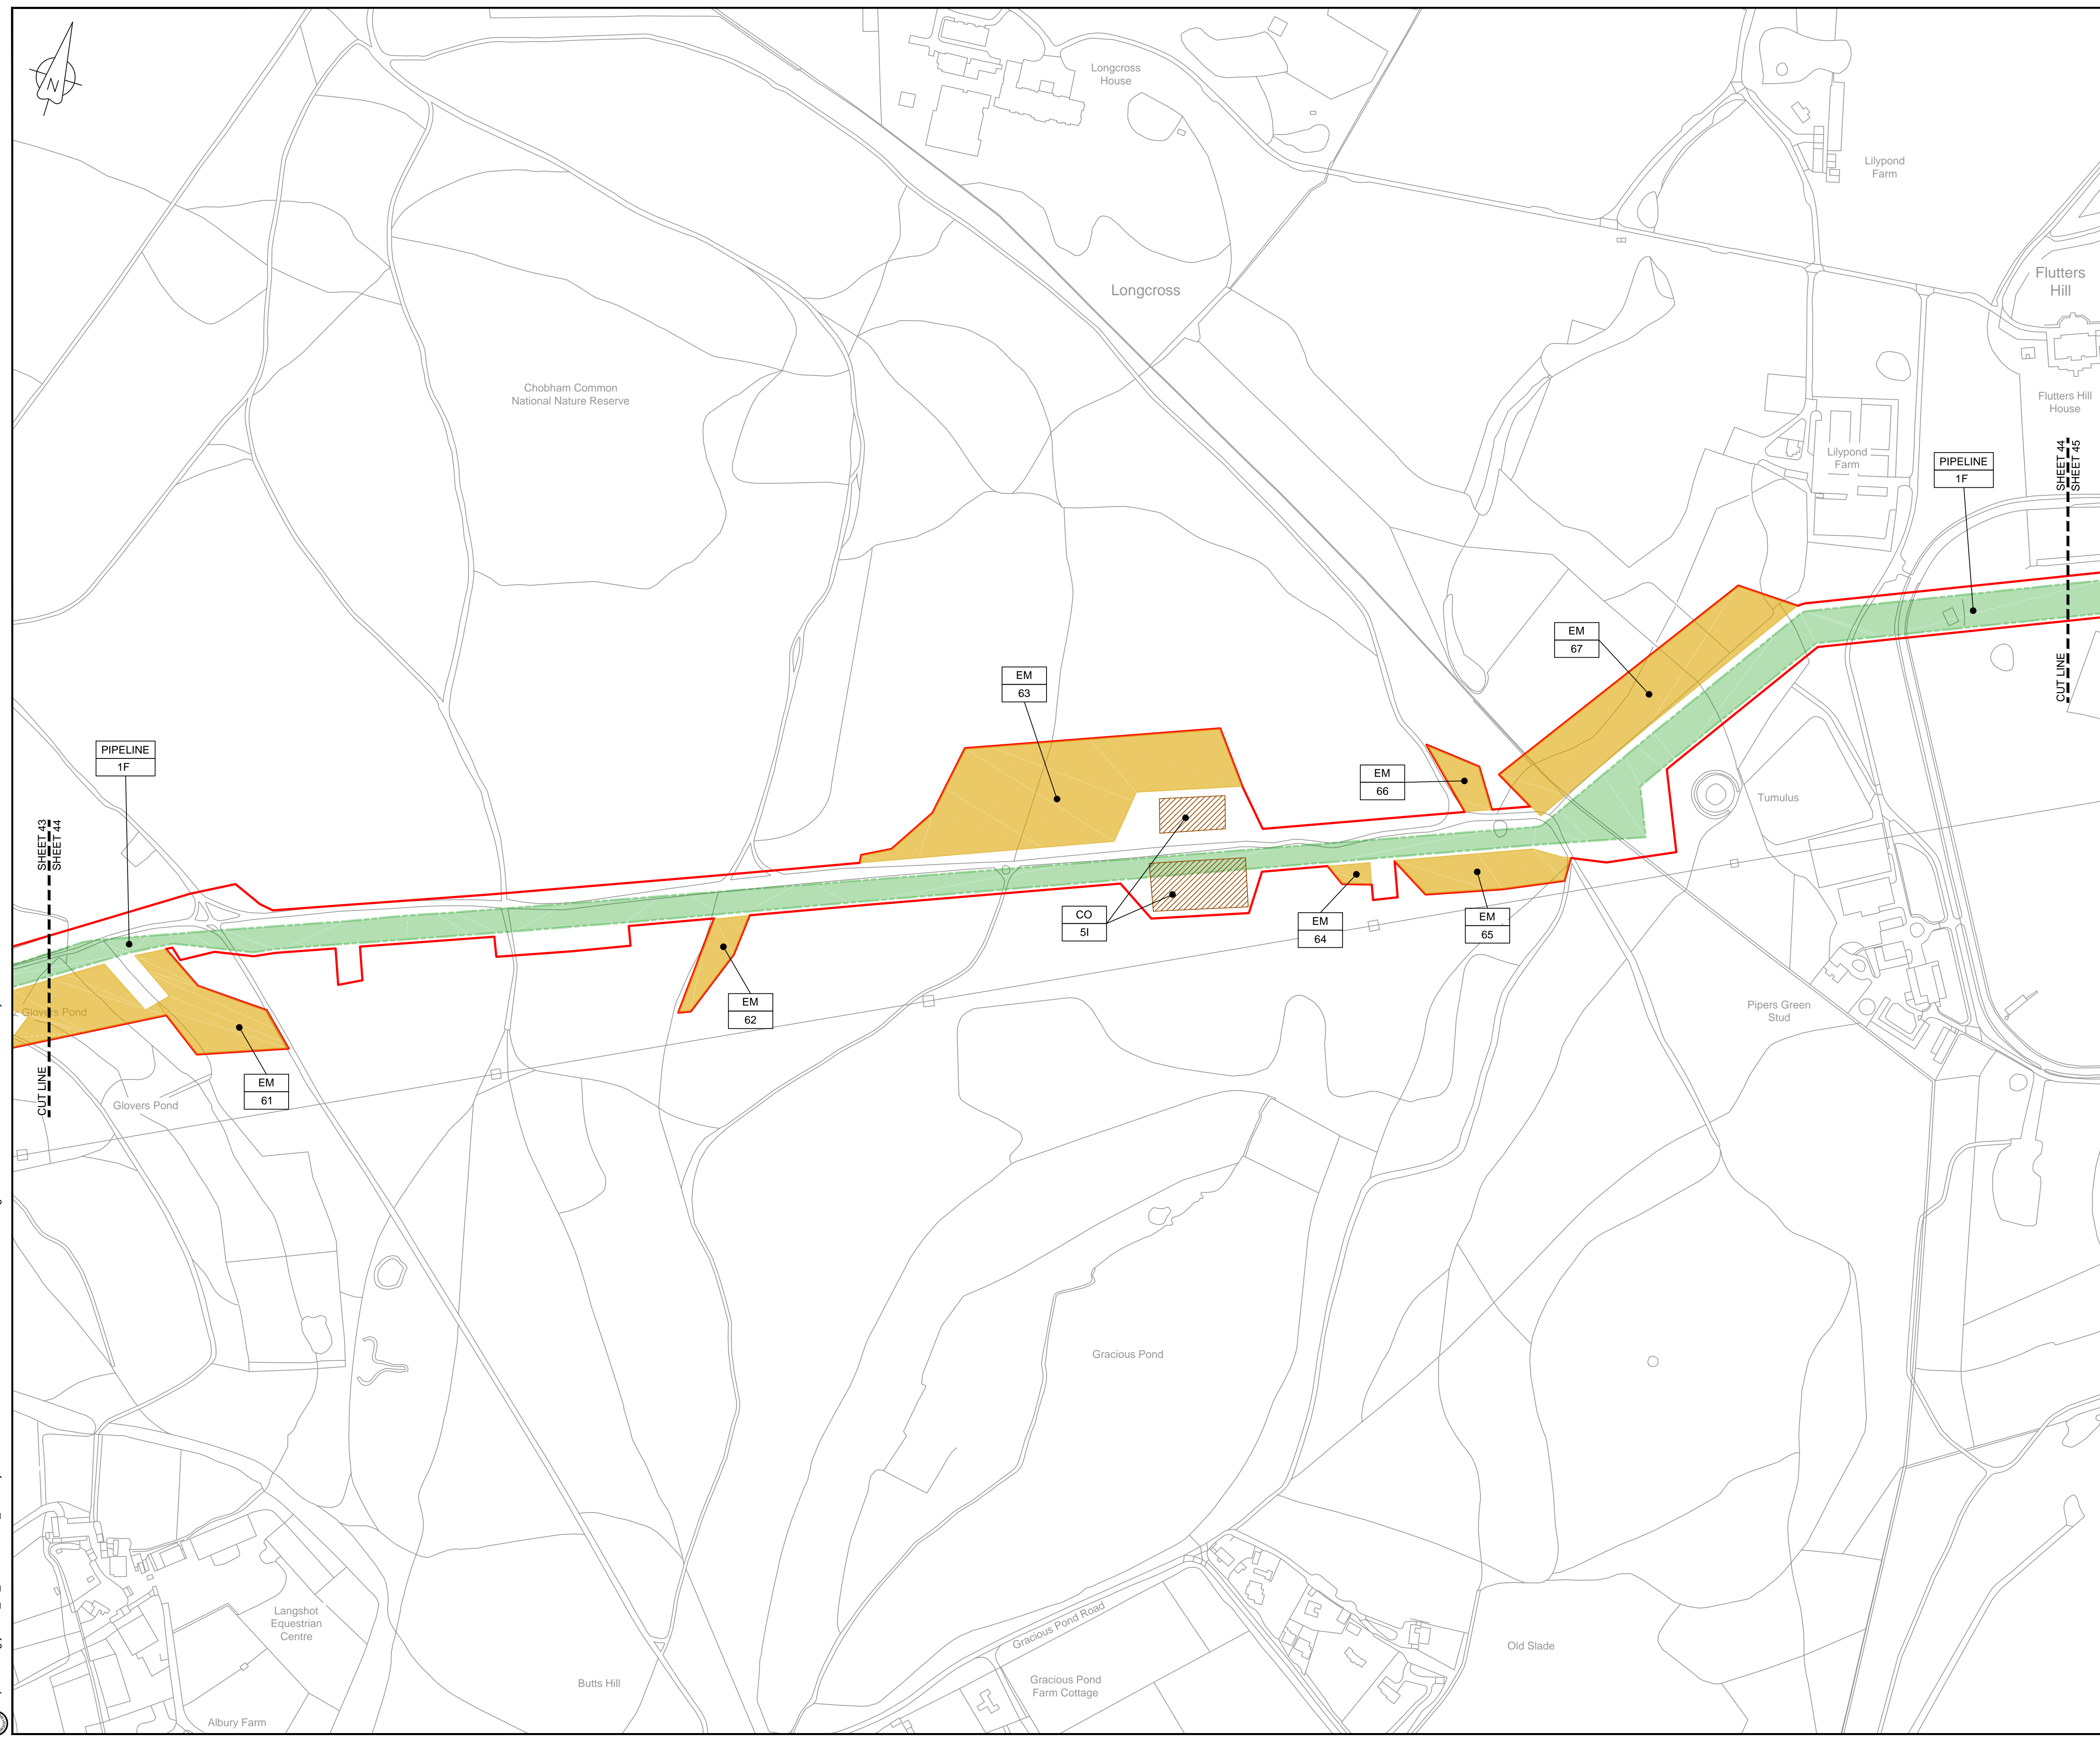 N
Longcross
House
Lilypond
Farm
Flutters
Hill
Longcross
Chobham Common
National Nature Reserve
Flutters Hill
House
Lilypond
Farm
PIPELINE
1F
SHEET 44
SHEET 45
CUT LINE
EM
67
EM
63
PIPELINE
1F
EM
66
Tumulus
SHEET 43
SHEET 44
CUT LINE
CO
5I
EM
64
EM
65
EM
62
Glovers Pond
Pipers Green
Stud
EM
61
Glovers Pond
Gracious Pond
Langshot
Equestrian
Centre
Gracious Pond Road
Old Slade
Butts Hill
Gracious Pond
Farm Cottage
Albury Farm